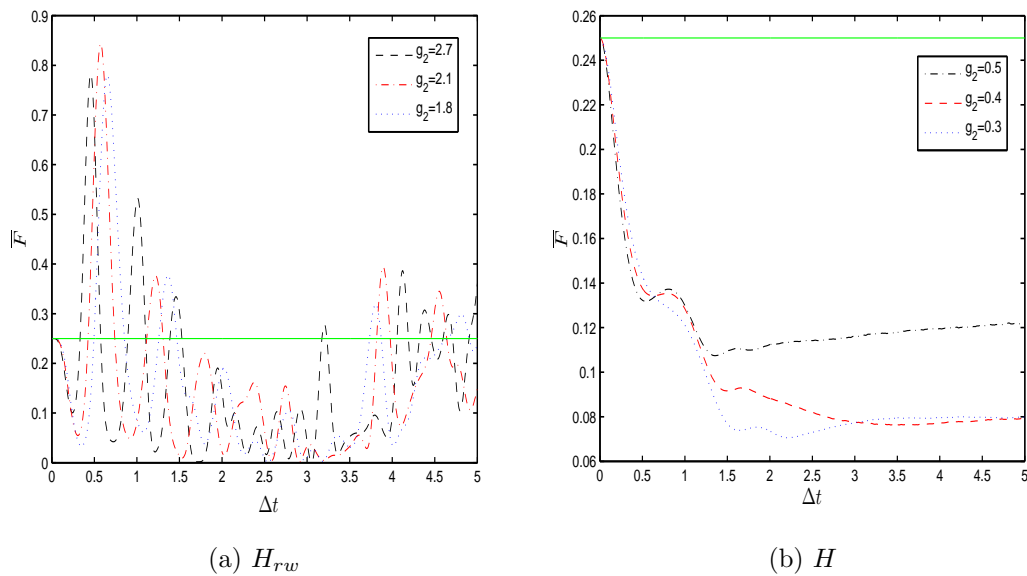 0.9
0.8
0.7
0.6
0.5
0.4
0.3
0.2
0.1
0
F̅
g₂=2.7
g₂=2.1
g₂=1.8
0 0.5 1 1.5 2 2.5 3 3.5 4 4.5 5
Δt
(a) H_{rw}
0.26
0.24
0.22
0.2
0.18
0.16
0.14
0.12
0.1
0.08
0.06
F̅
g₂=0.5
g₂=0.4
g₂=0.3
0 0.5 1 1.5 2 2.5 3 3.5 4 4.5 5
Δt
(b) H